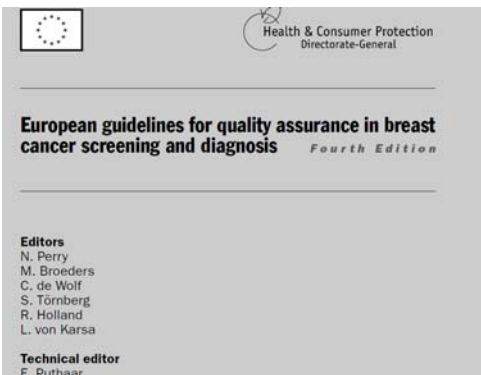 Health & Consumer Protection
Directorate-General
European guidelines for quality assurance in breast
cancer screening and diagnosis Fourth Edition
Editors
N. Perry
M. Broeders
C. de Wolf
S. Törnberg
R. Holland
L. von Karsa
Technical editor
E. Puthaar